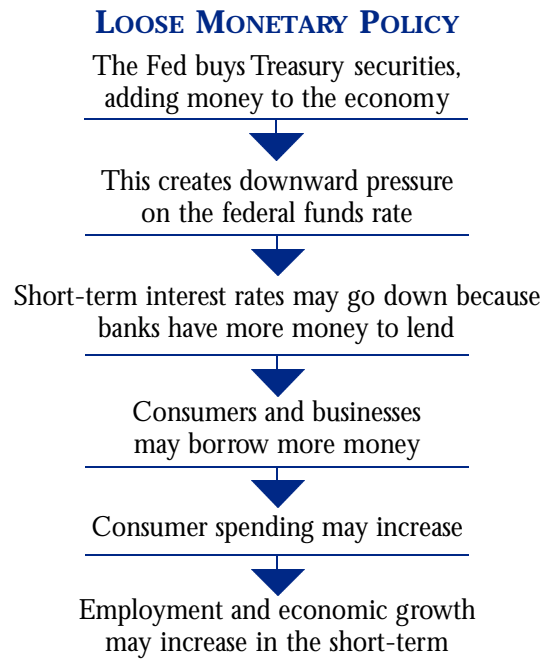 LOOSE MONETARY POLICY
The Fed buys Treasury securities,
adding money to the economy
This creates downward pressure
on the federal funds rate
Short-term interest rates may go down because
banks have more money to lend
Consumers and businesses
may borrow more money
Consumer spending may increase
Employment and economic growth
may increase in the short-term